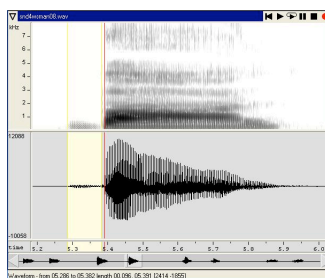 snd4woman08.wav
kHz
7
6
5
4
3
2
1
12088
-10058
time 5.2 5.3 5.4 5.5 5.6 5.7 5.8 5.9 6.0
Waveform - from 05.286 to 05.382 length 00.096, 05.391 [2414 -1855]